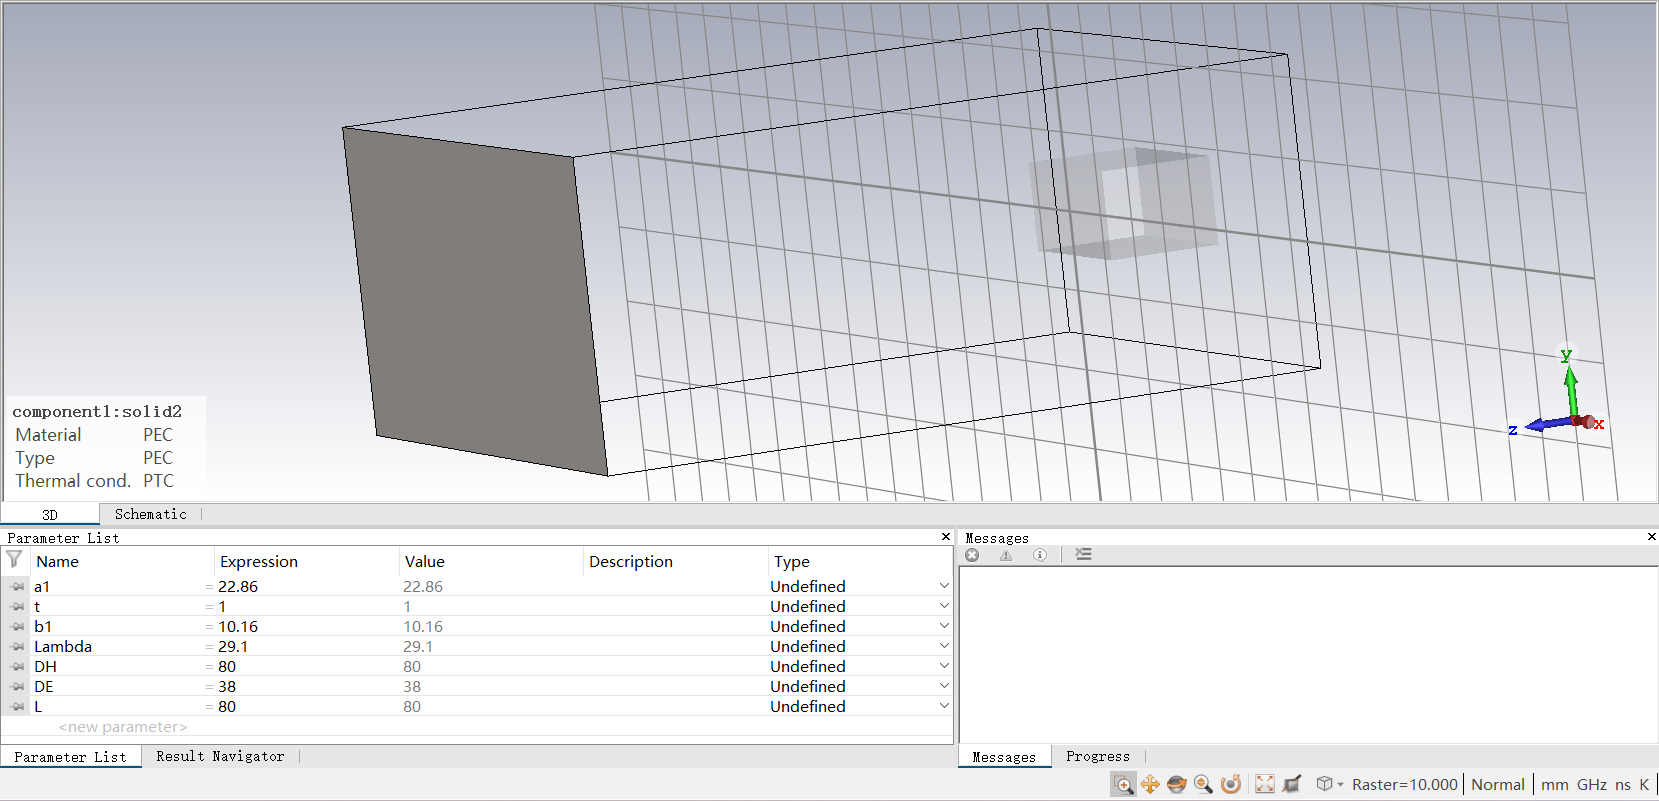 component1:solid2
Material PEC
Type PEC
Thermal cond. PTC
y
z
x
3D Schematic
Parameter List
Name Expression Value Description Type
a1 = 22.86 22.86 Undefined
t = 1 1 Undefined
b1 = 10.16 10.16 Undefined
Lambda = 29.1 29.1 Undefined
DH = 80 80 Undefined
DE = 38 38 Undefined
L = 80 80 Undefined
<new parameter>
Parameter List Result Navigator
Messages
Messages Progress
Raster=10.000 Normal mm GHz ns K